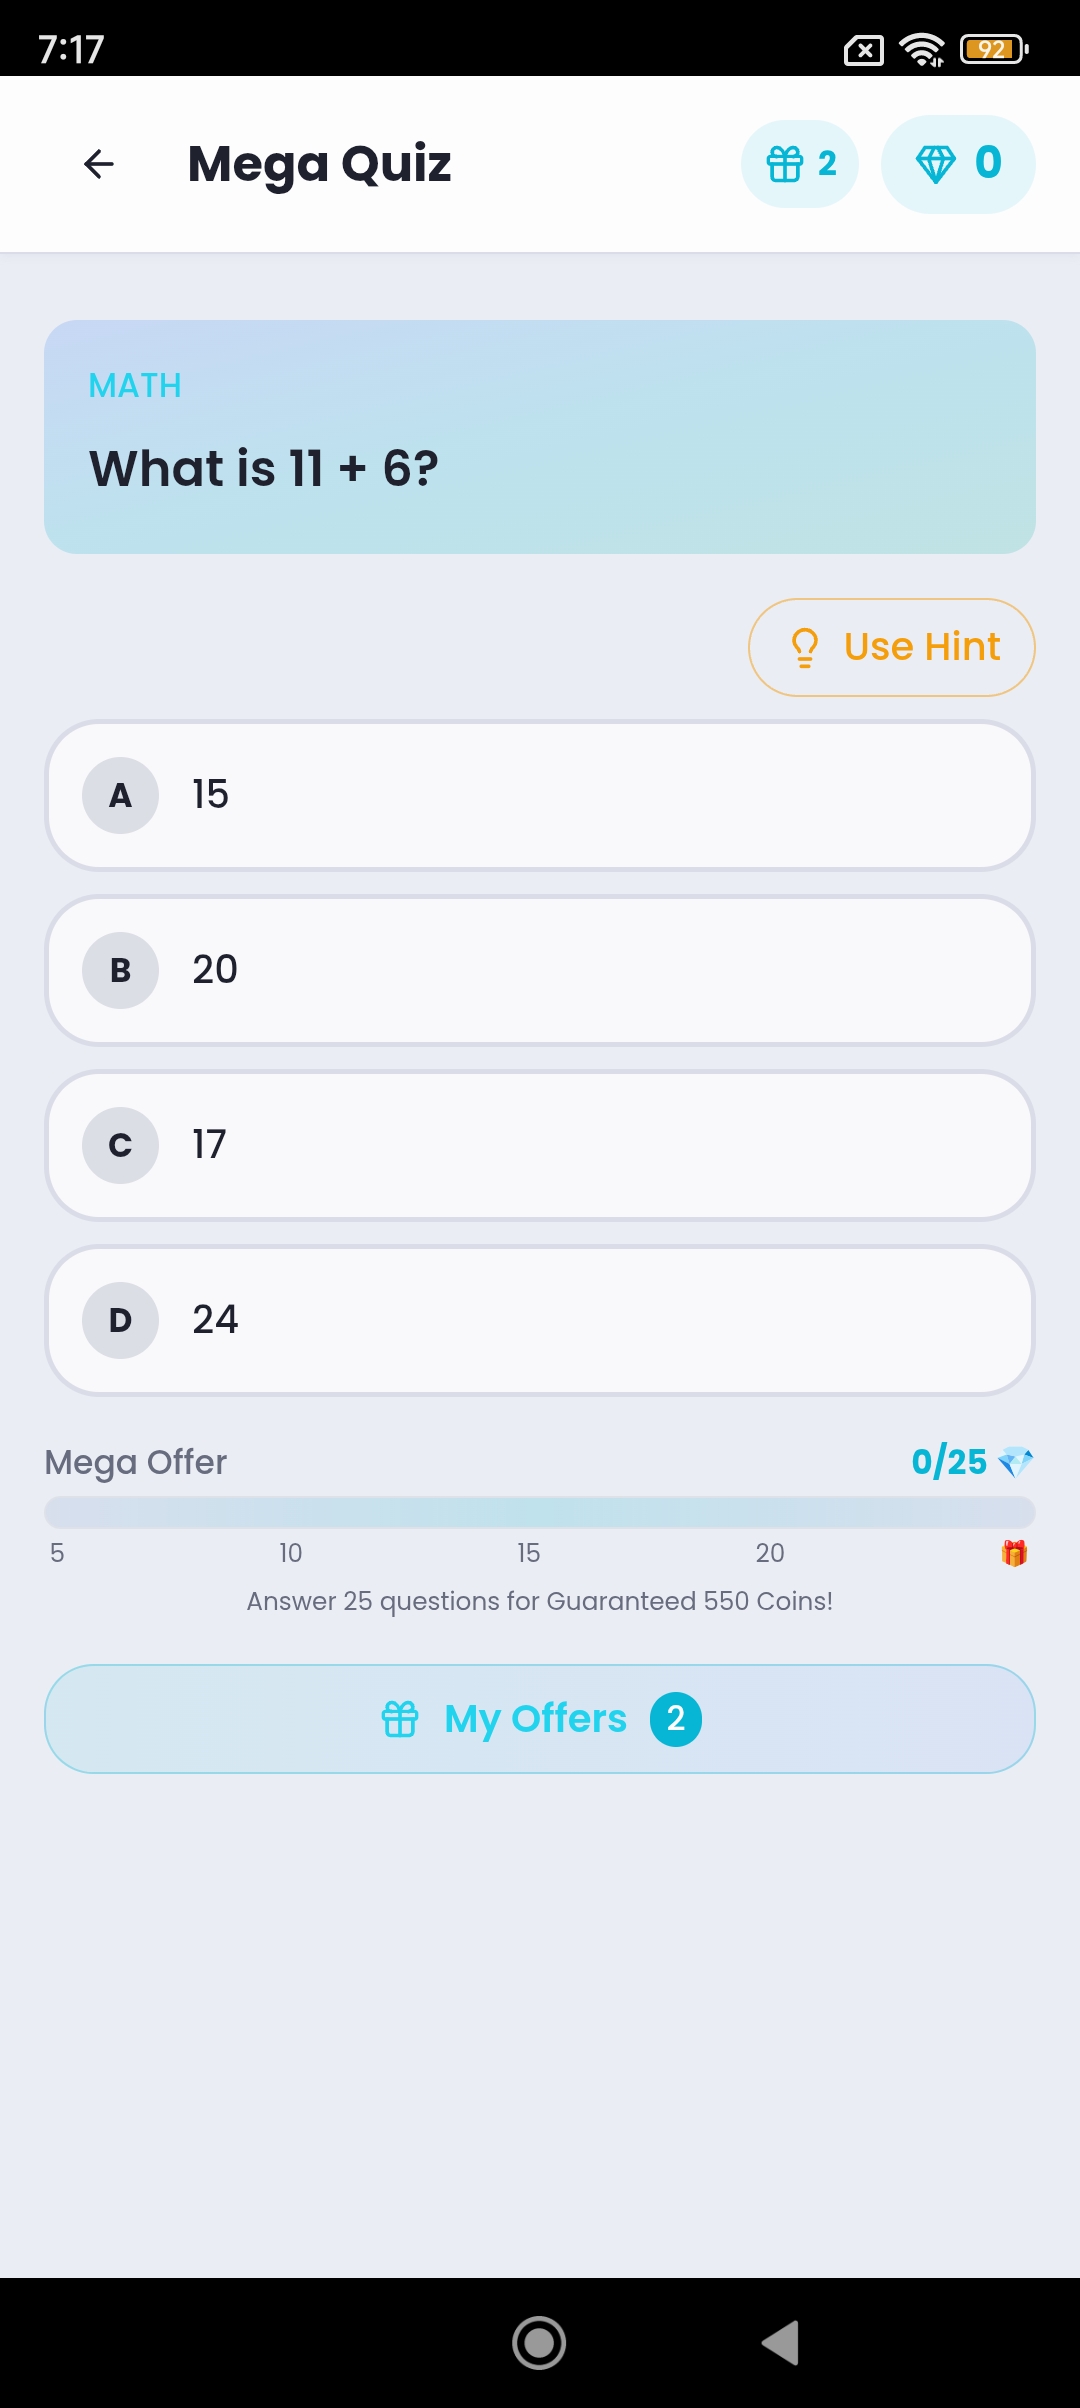 7:17
92
Mega Quiz
2
0
MATH
What is 11 + 6?
Use Hint
A 15
B 20
C 17
D 24
Mega Offer 0/25
5 10 15 20
Answer 25 questions for Guaranteed 550 Coins!
My Offers 2